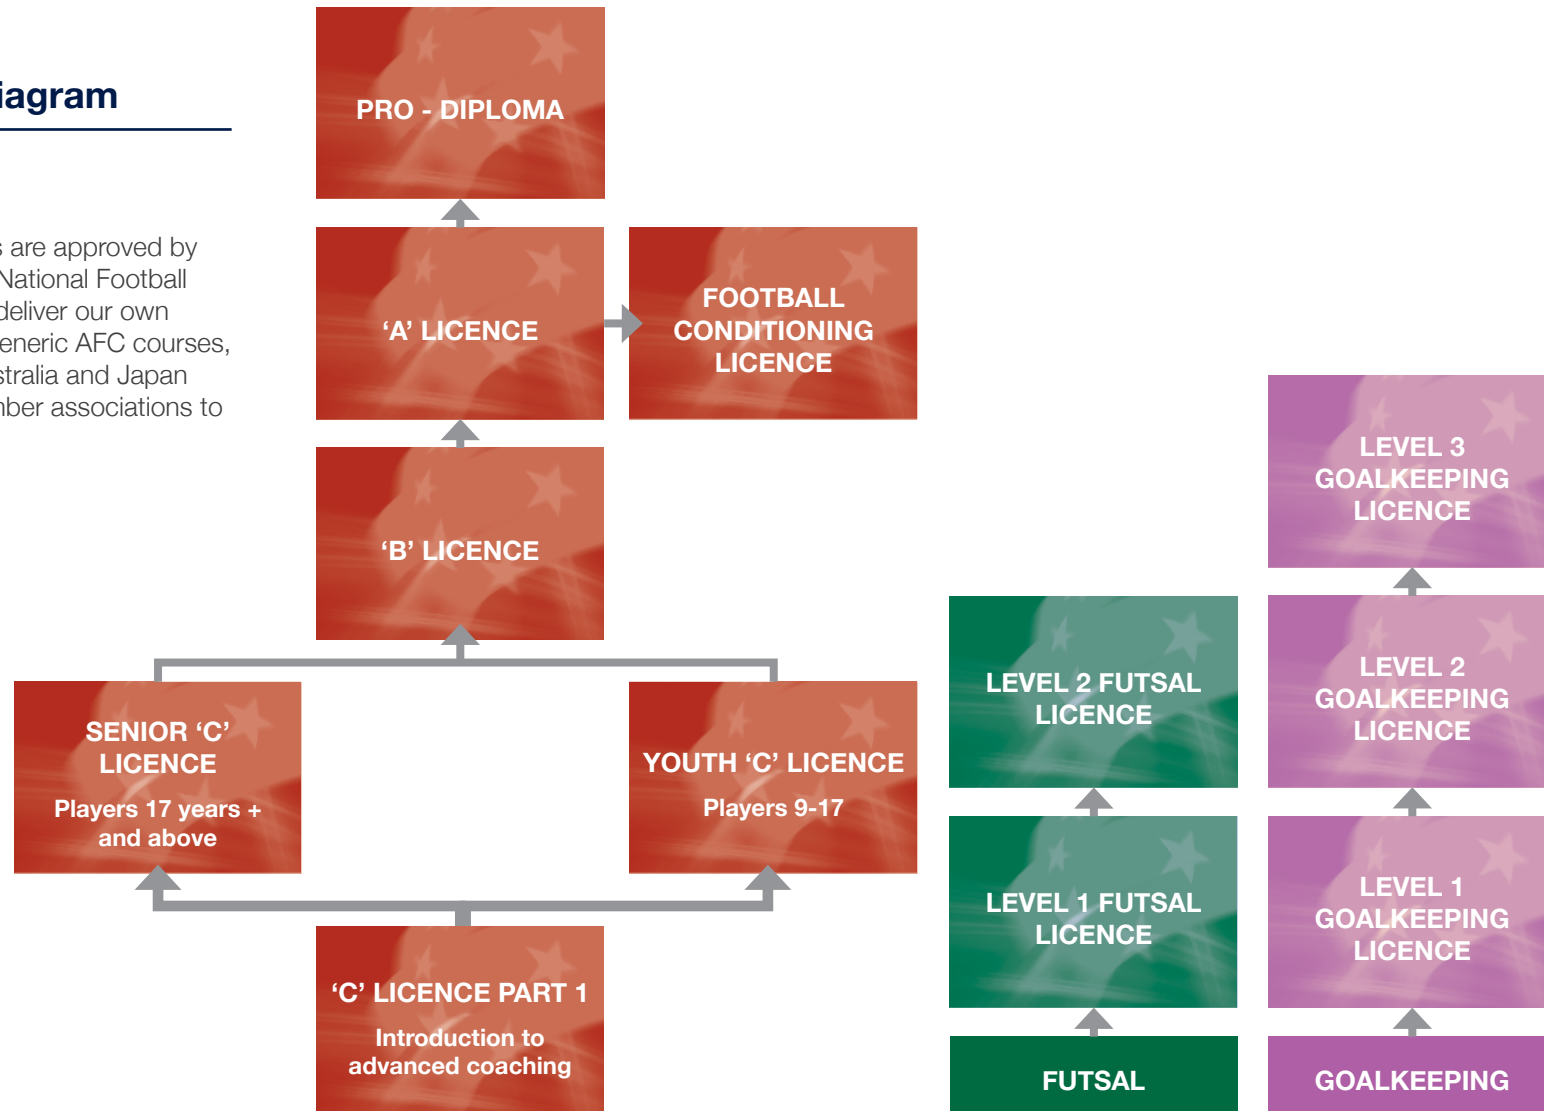 iagram
s are approved by
National Football
deliver our own
eneric AFC courses,
stralia and Japan
nber associations to
PRO - DIPLOMA
‘A’ LICENCE
FOOTBALL
CONDITIONING
LICENCE
‘B’ LICENCE
SENIOR ‘C’
LICENCE
Players 17 years +
and above
YOUTH ‘C’ LICENCE
Players 9-17
‘C’ LICENCE PART 1
Introduction to
advanced coaching
LEVEL 2 FUTSAL
LICENCE
LEVEL 1 FUTSAL
LICENCE
FUTSAL
LEVEL 3
GOALKEEPING
LICENCE
LEVEL 2
GOALKEEPING
LICENCE
LEVEL 1
GOALKEEPING
LICENCE
GOALKEEPING